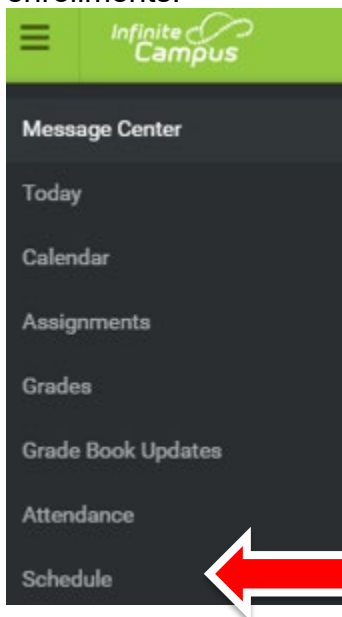 enrollments.
Infinite
Campus
Message Center
Today
Calendar
Assignments
Grades
Grade Book Updates
Attendance
Schedule